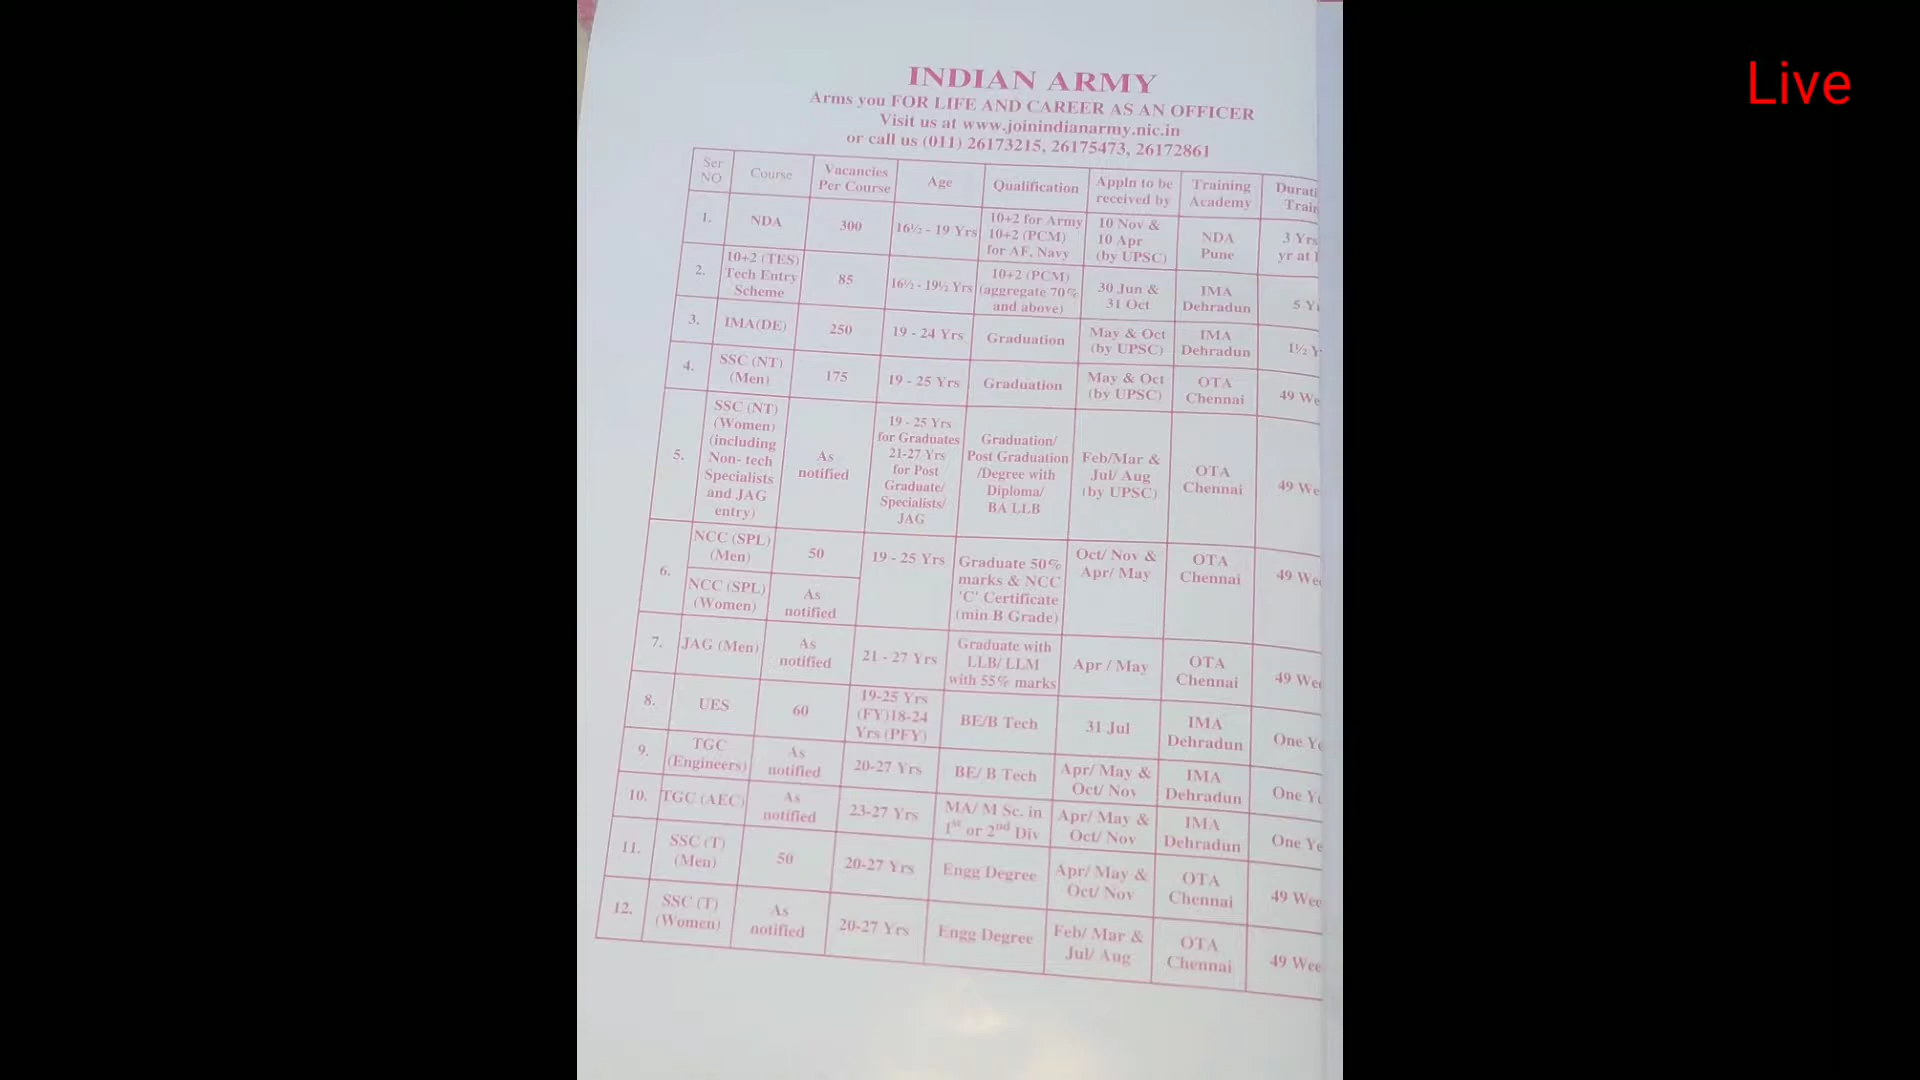 Live
INDIAN ARMY
Arms you FOR LIFE AND CAREER AS AN OFFICER
Visit us at www.joinindianarmy.nic.in
or call us (011) 26173215, 26175473, 26172861
Ser NO Course Vacancies Per Course Age Qualification Appln to be received by Training Academy
1. NDA 300 16½ - 19 Yrs 10+2 for Army 10+2 (PCM) for AF, Navy 10 Nov & 10 Apr (by UPSC) NDA Pune 3 Yrs yr at
2. 10+2 (TES) Tech Entry Scheme 85 16½ - 19½ Yrs 10+2 (PCM) (aggregate 70% and above) 30 Jun & 31 Oct IMA Dehradun 5
3. IMA(DE) 250 19 - 24 Yrs Graduation May & Oct (by UPSC) IMA Dehradun 1½
4. SSC (NT) (Men) 175 19 - 25 Yrs Graduation May & Oct (by UPSC) OTA Chennai 49
5. SSC (NT) (Women) (including Non- tech Specialists and JAG entry) As notified 19 - 25 Yrs for Graduates 21-27 Yrs for Post Graduate/ Specialists/ JAG Graduation/ Post Graduation /Degree with Diploma/ BA LLB Feb/Mar & Jul/ Aug (by UPSC) OTA Chennai 49
6. NCC (SPL) (Men) 50 19 - 25 Yrs Graduate 50% marks & NCC 'C' Certificate (min B Grade) Oct/ Nov & Apr/ May OTA Chennai 49
NCC (SPL) (Women) As notified
7. JAG (Men) As notified 21 - 27 Yrs Graduate with LLB/ LLM with 55% marks Apr / May OTA Chennai 49
8. UES 60 19-25 Yrs (FY)18-24 Yrs (PFY) BE/B Tech 31 Jul IMA Dehradun One
9. TGC (Engineers) As notified 20-27 Yrs BE/ B Tech Apr/ May & Oct/ Nov IMA Dehradun One
10. TGC (AEC) As notified 23-27 Yrs MA/ M Sc. in 1st or 2nd Div Apr/ May & Oct/ Nov IMA Dehradun One
11. SSC (T) (Men) 50 20-27 Yrs Engg Degree Apr/ May & Oct/ Nov OTA Chennai 49
12. SSC (T) (Women) As notified 20-27 Yrs Engg Degree Feb/ Mar & Jul/ Aug OTA Chennai 49